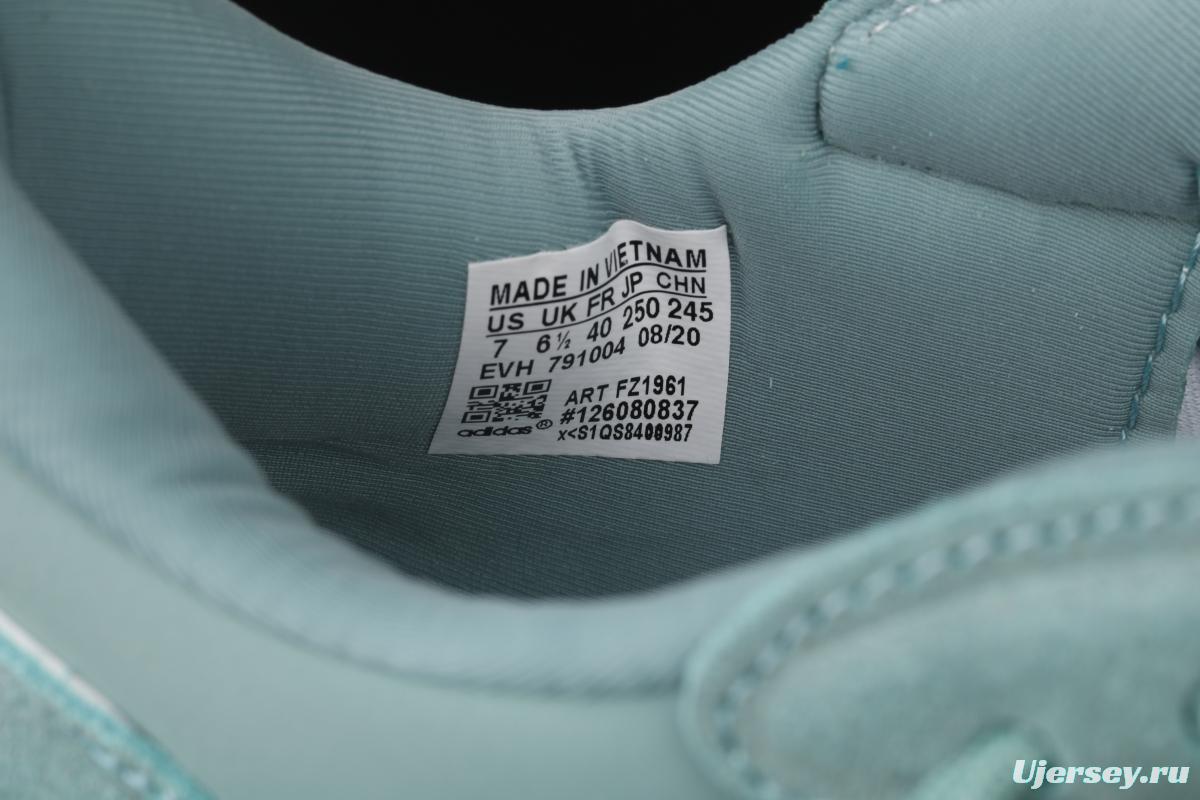 MADE IN VIETNAM
US UK FR JP CHN
7 6½ 40 250 245
EVH 791004 08/20
ART FZ1961
#126080837
adidas® x<S1QS8400987
Ujersey.ru